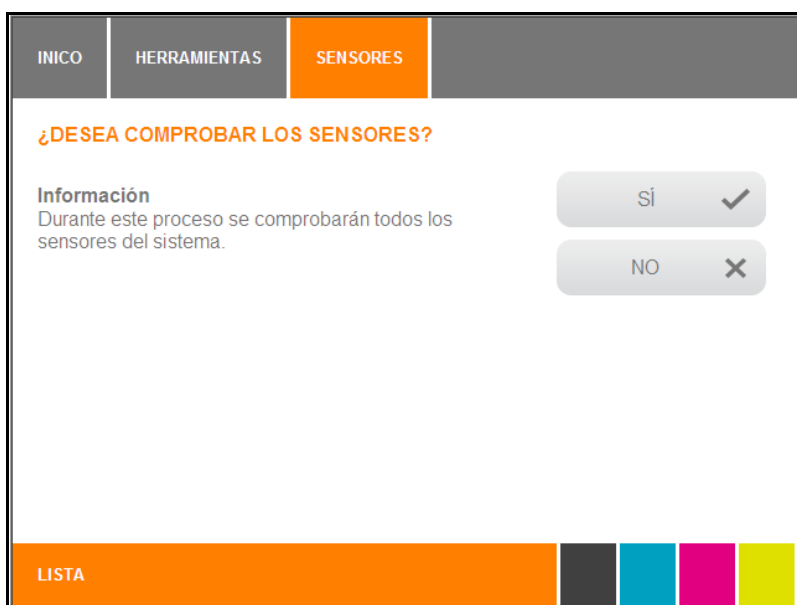 INICO HERRAMIENTAS SENSORES
¿DESEA COMPROBAR LOS SENSORES?
Información
Durante este proceso se comprobarán todos los
sensores del sistema.
SÍ
NO
LISTA